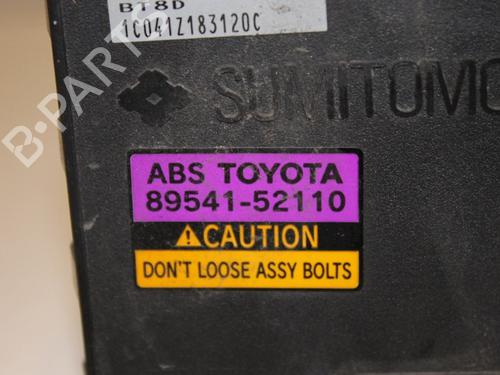 BT8D
1C041Z183120C
SUMITOMO
ABS TOYOTA
89541-52110
CAUTION
DON'T LOOSE ASSY BOLTS
B-PARTS